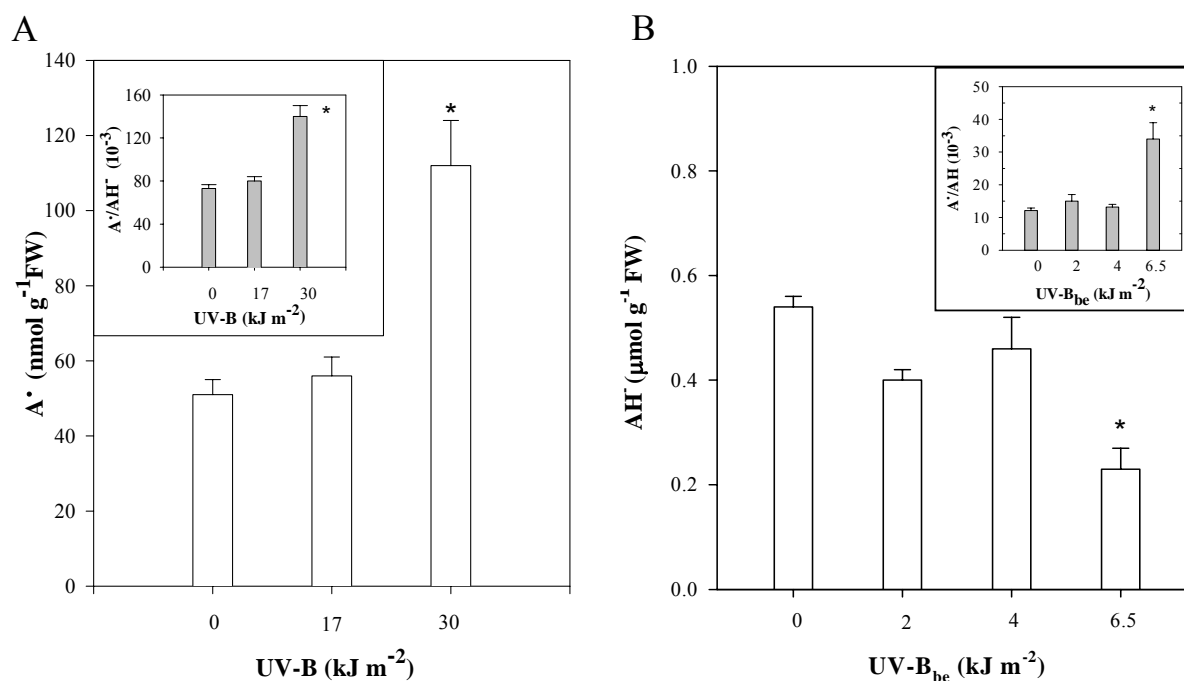 A
140
120
100
80
60
40
20
0
A• (nmol g⁻¹FW)
*
0 17 30
UV-B (kJ m⁻²)
160
120
80
40
0
A•/AH⁻ (10⁻³)
*
0 17 30
UV-B (kJ m⁻²)
B
1.0
0.8
0.6
0.4
0.2
0.0
AH⁻ (μmol g⁻¹ FW)
*
0 2 4 6.5
UV-Bbe (kJ m⁻²)
50
40
30
20
10
0
A•/AH (10⁻³)
*
0 2 4 6.5
UV-Bbe (kJ m⁻²)